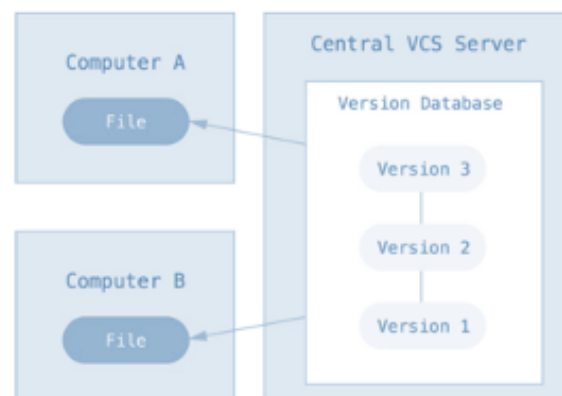 Computer A
File
Computer B
File
Central VCS Server
Version Database
Version 3
Version 2
Version 1